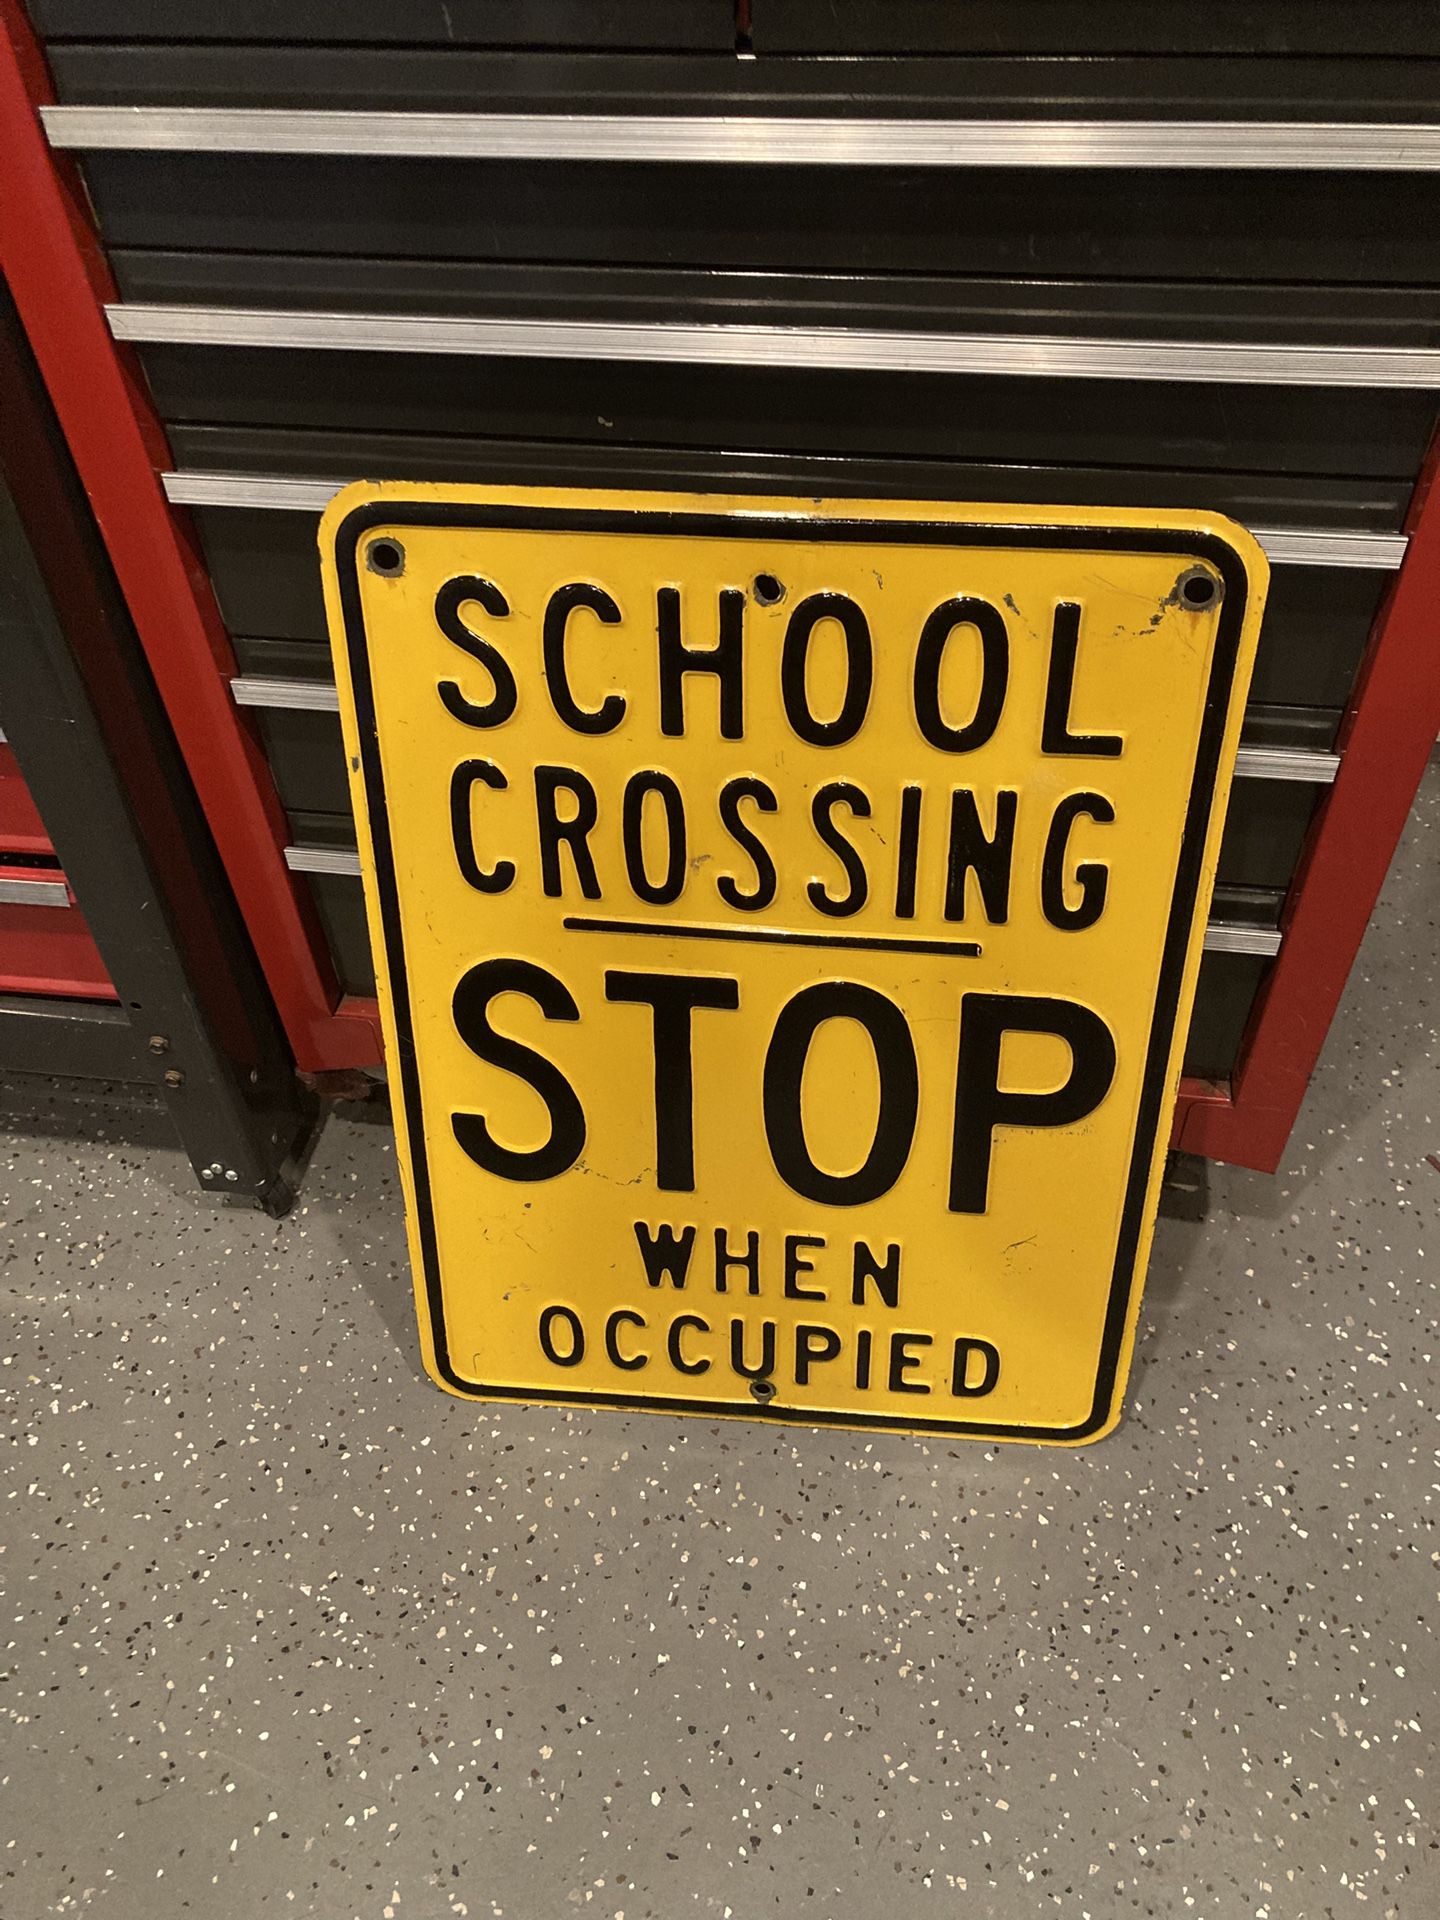 SCHOOL
CROSSING
STOP
WHEN
OCCUPIED